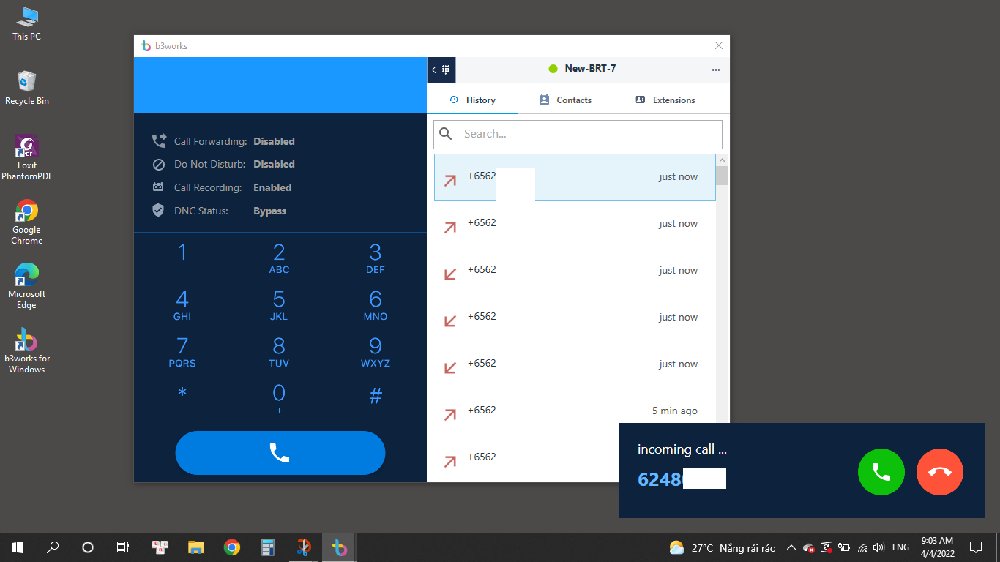 This PC
Recycle Bin
Foxit
PhantomPDF
Google
Chrome
Microsoft
Edge
b3works for
Windows
b3works
Call Forwarding: Disabled
Do Not Disturb: Disabled
Call Recording: Enabled
DNC Status: Bypass
1 2 3
ABC DEF
4 5 6
GHI JKL MNO
7 8 9
PQRS TUV WXYZ
* 0 #
+
New-BRT-7
History Contacts Extensions
Search...
+6562 just now
+6562 just now
+6562 just now
+6562 just now
+6562 just now
+6562 5 min ago
+6562
incoming call ...
6248
27°C Nắng rải rác ENG
9:03 AM
4/4/2022